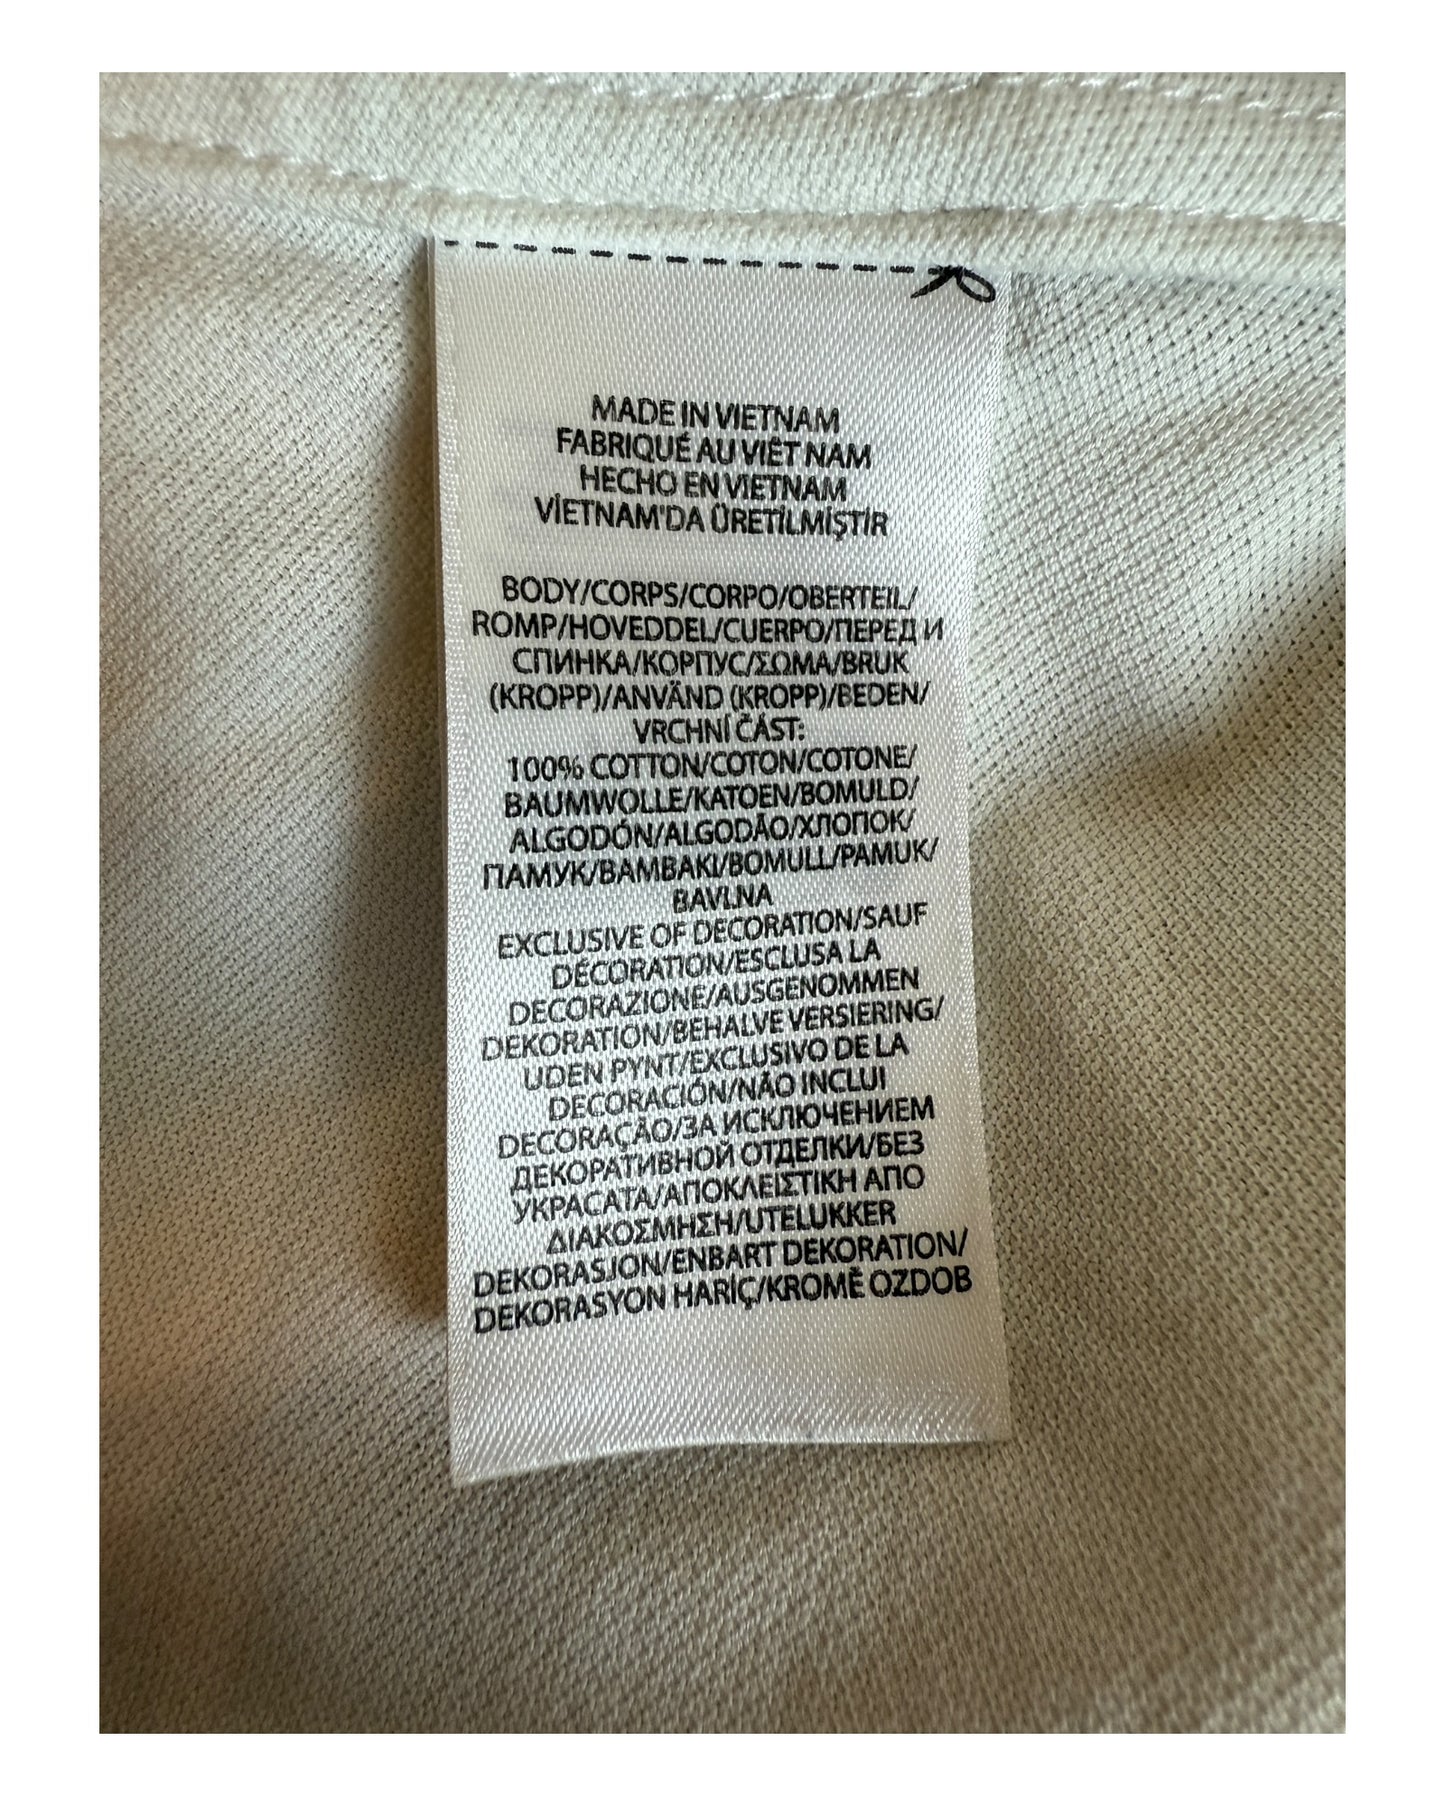 MADE IN VIETNAM
FABRIQUÉ AU VIÊT NAM
HECHO EN VIETNAM
VİETNAM'DA ÜRETİLMİŞTİR
BODY/CORPS/CORPO/OBERTEIL/
ROMP/HOVEDDEL/CUERPO/ПЕРЕД И
СПИНКА/КОРПУС/ΣΩΜΑ/BRUK
(KROPP)/ANVÄND (KROPP)/BEDEN/
VRCHNÍ ČÁST:
100% COTTON/COTON/COTONE/
BAUMWOLLE/KATOEN/BOMULD/
ALGODÓN/ALGODÃO/ХЛОПОК/
ПАМУК/ΒΑΜΒΑΚΙ/BOMULL/PAMUK/
BAVLNA
EXCLUSIVE OF DECORATION/SAUF
DÉCORATION/ESCLUSA LA
DECORAZIONE/AUSGENOMMEN
DEKORATION/BEHALVE VERSIERING/
UDEN PYNT/EXCLUSIVO DE LA
DECORACIÓN/NÃO INCLUI
DECORAÇÃO/ЗА ИСКЛЮЧЕНИЕМ
ДЕКОРАТИВНОЙ ОТДЕЛКИ/БЕЗ
УКРАСАТА/ΑΠΟΚΛΕΙΣΤΙΚΗ ΑΠΟ
ΔΙΑΚΟΣΜΗΣΗ/UTELUKKER
DEKORASJON/ENBART DEKORATION/
DEKORASYON HARİÇ/KROMĚ OZDOB